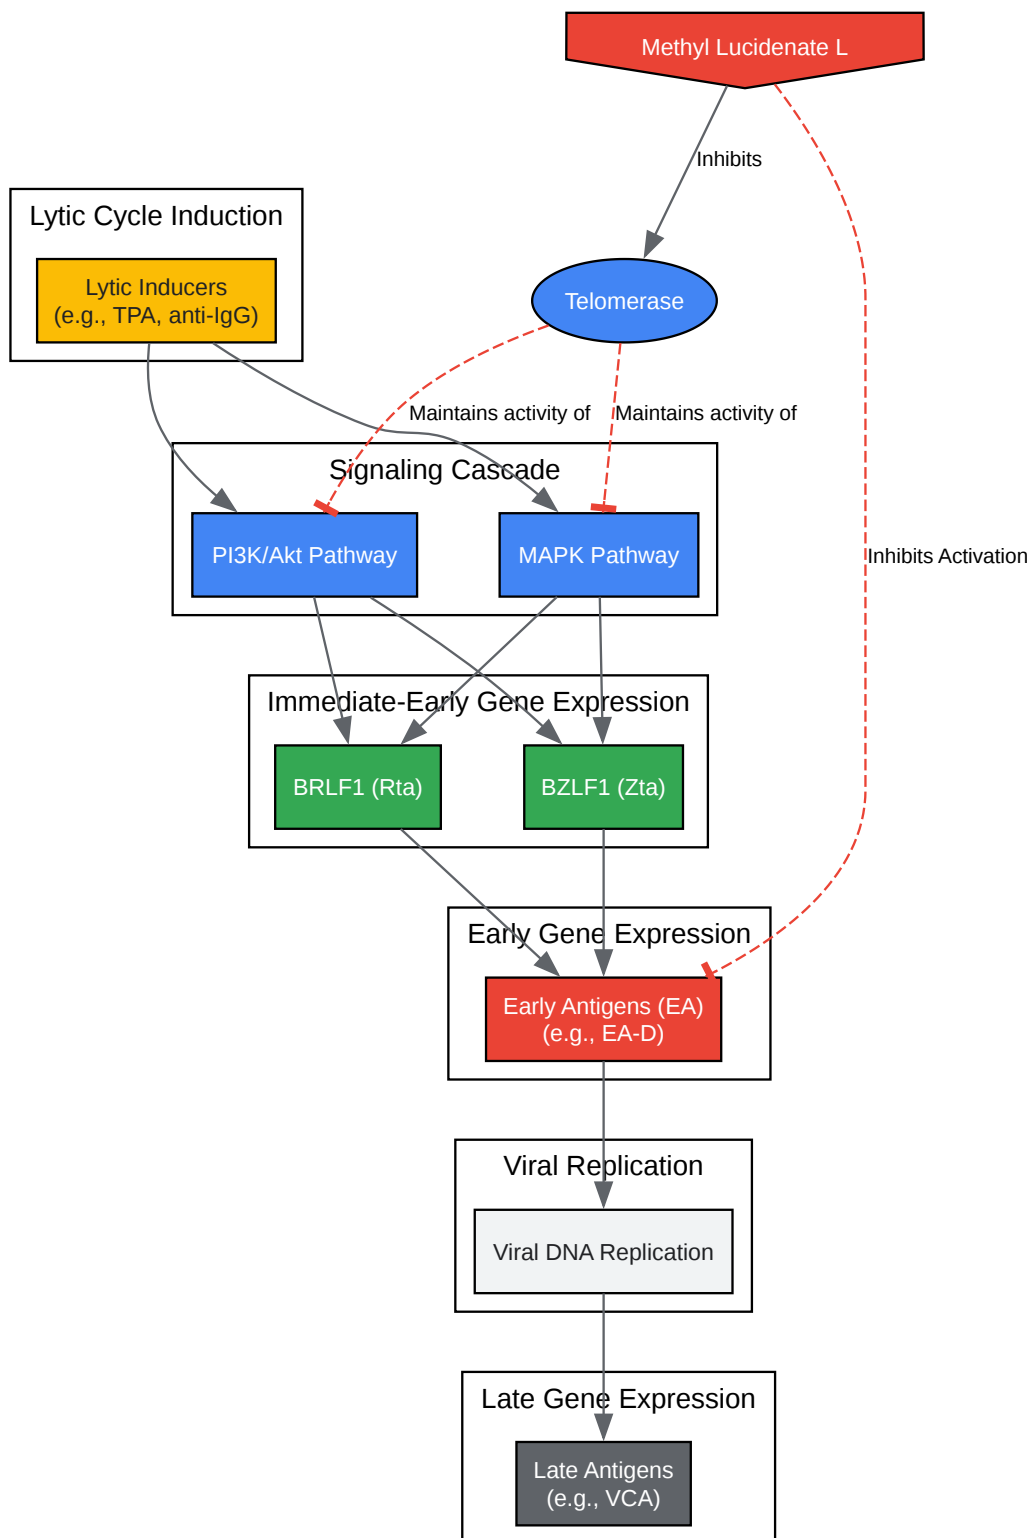 Methyl Lucidenate L
Inhibits
Lytic Cycle Induction
Lytic Inducers
(e.g., TPA, anti-IgG)
Telomerase
Maintains activity of
Maintains activity of
Signaling Cascade
PI3K/Akt Pathway
MAPK Pathway
Inhibits Activation
Immediate-Early Gene Expression
BRLF1 (Rta)
BZLF1 (Zta)
Early Gene Expression
Early Antigens (EA)
(e.g., EA-D)
Viral Replication
Viral DNA Replication
Late Gene Expression
Late Antigens
(e.g., VCA)